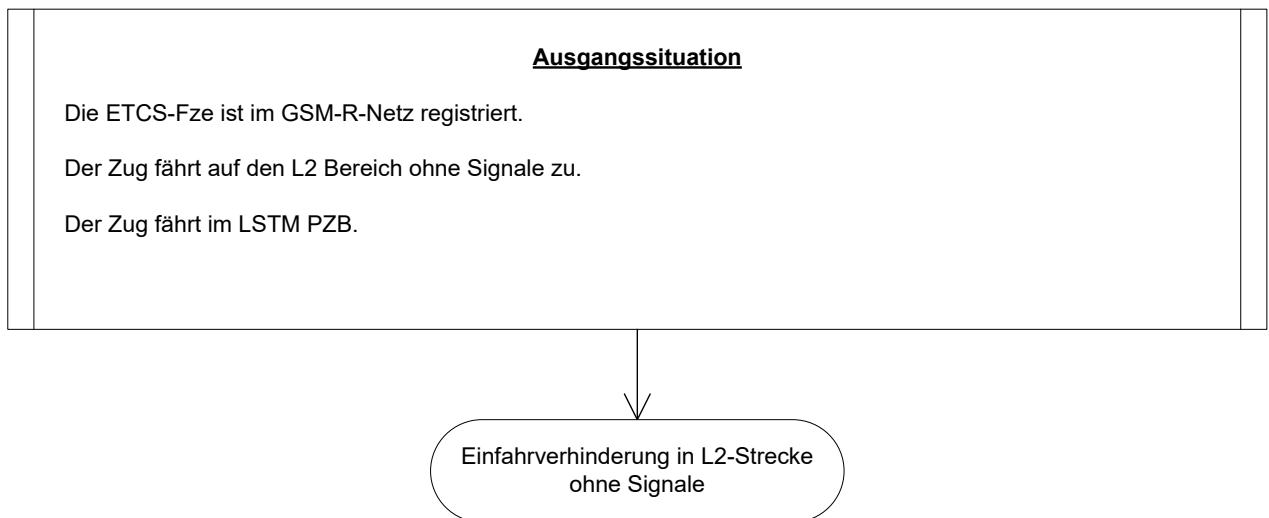 Ausgangssituation
Die ETCS-Fze ist im GSM-R-Netz registriert.
Der Zug fährt auf den L2 Bereich ohne Signale zu.
Der Zug fährt im LSTM PZB.
Einfahrverhinderung in L2-Strecke
ohne Signale